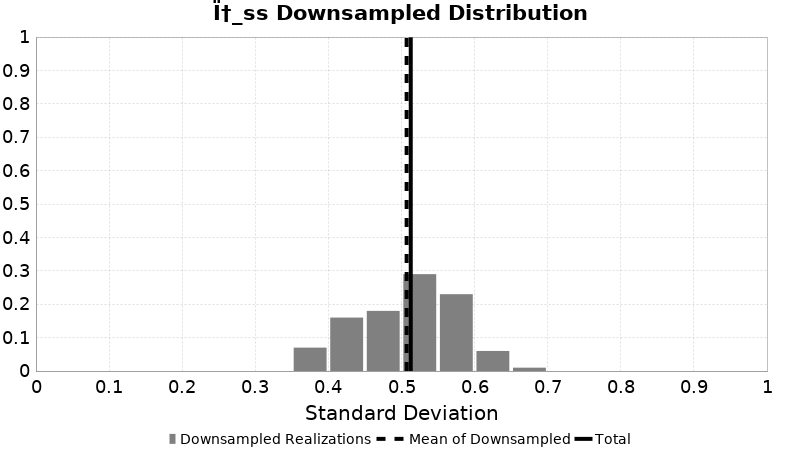 Ï†_ss Downsampled Distribution
1
0.9
0.8
0.7
0.6
0.5
0.4
0.3
0.2
0.1
0
0 0.1 0.2 0.3 0.4 0.5 0.6 0.7 0.8 0.9 1
Standard Deviation
Downsampled Realizations Mean of Downsampled Total